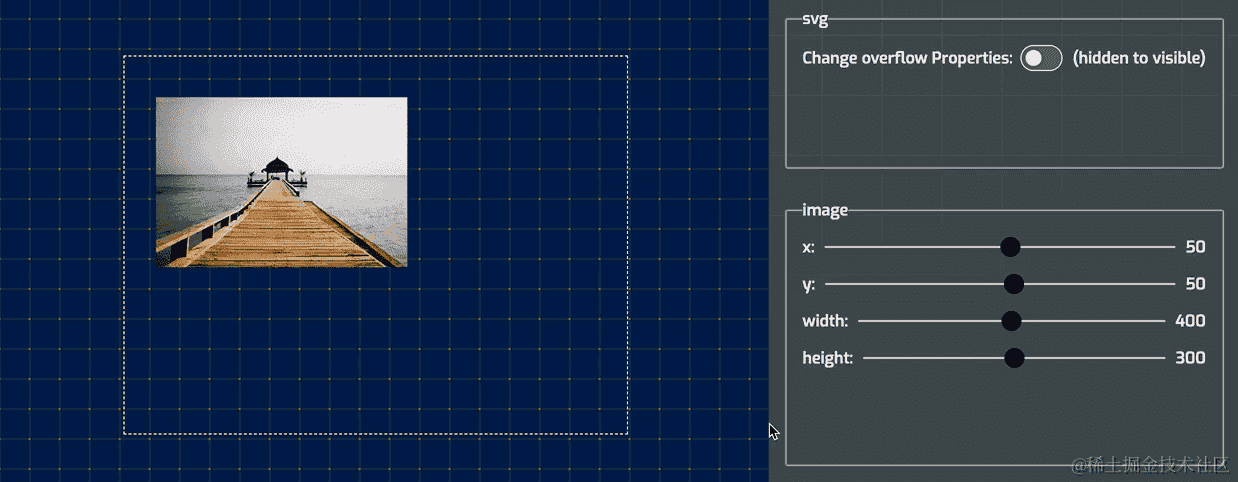 svg
Change overflow Properties: (hidden to visible)
image
x: 50
y: 50
width: 400
height: 300
@稀土掘金技术社区